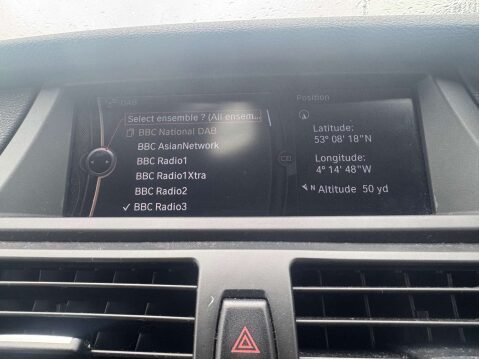 DAB
Select ensemble ? (All ensem...
BBC National DAB
BBC AsianNetwork
BBC Radio1
BBC Radio1Xtra
BBC Radio2
✓ BBC Radio3
Position
Latitude:
53° 08' 18"N
Longitude:
4° 14' 48"W
N Altitude 50 yd